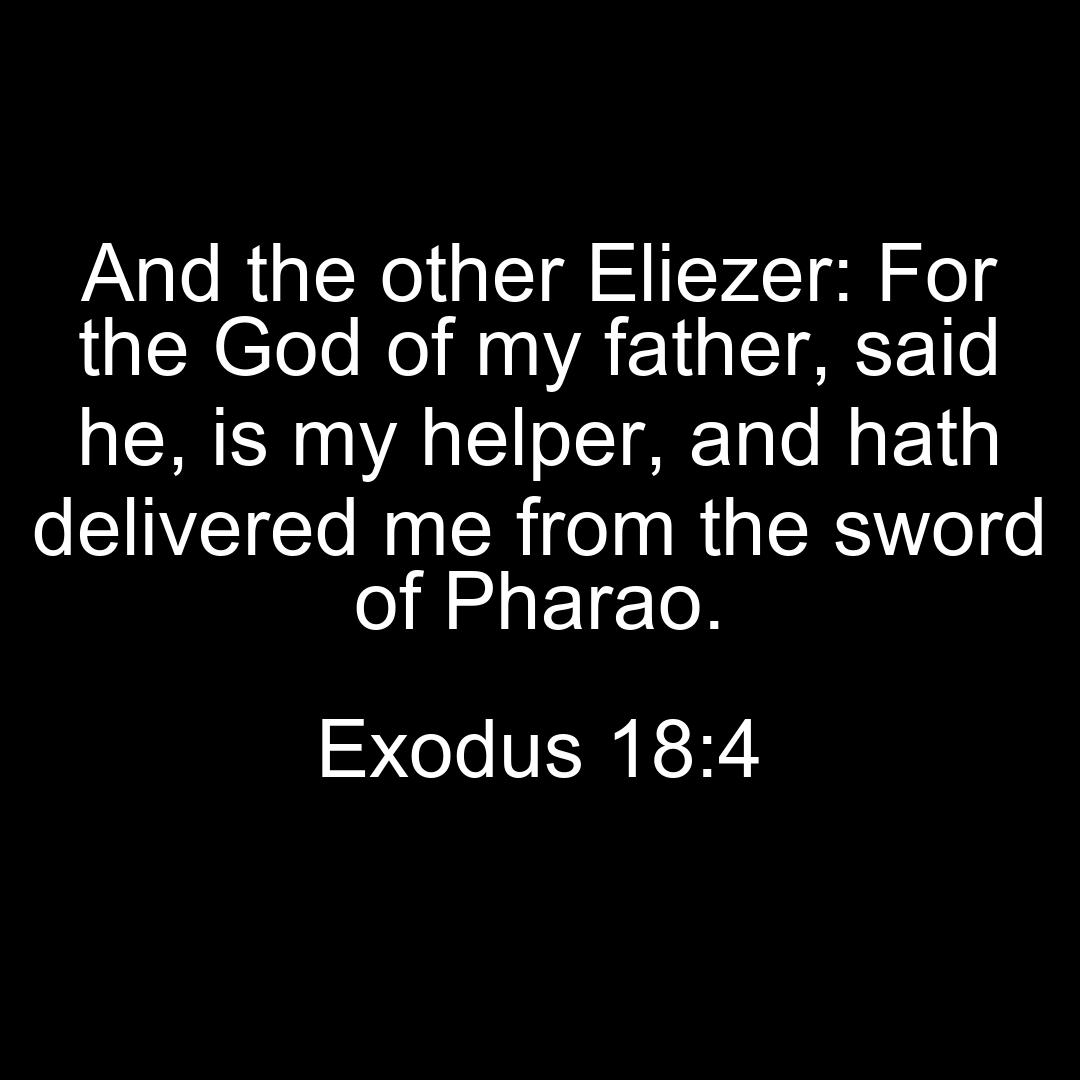 And the other Eliezer: For
the God of my father, said
he, is my helper, and hath
delivered me from the sword
of Pharao.
Exodus 18:4